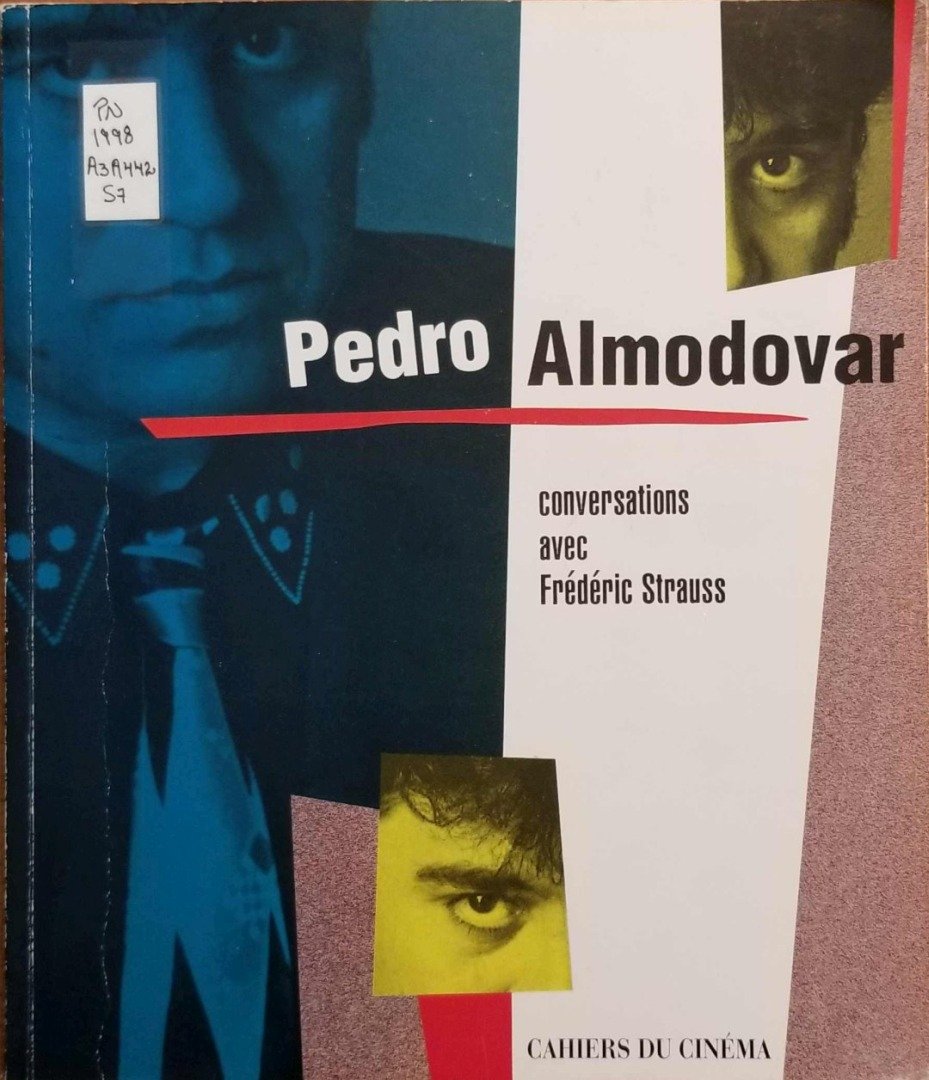 PN
1998
A3A442
S7
Pedro Almodovar
conversations
avec
Frédéric Strauss
CAHIERS DU CINÉMA